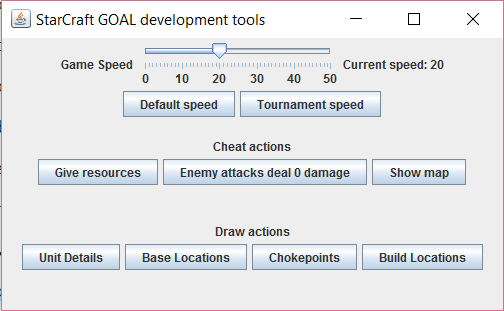 StarCraft GOAL development tools
Game Speed
0 10 20 30 40 50
Current speed: 20
Default speed Tournament speed
Cheat actions
Give resources Enemy attacks deal 0 damage Show map
Draw actions
Unit Details Base Locations Chokepoints Build Locations